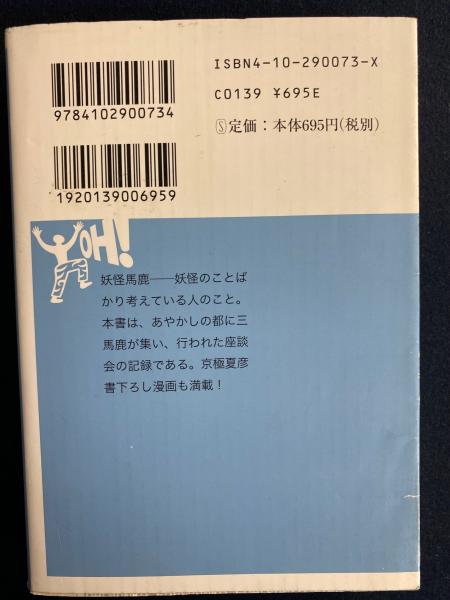 ISBN4-10-290073-X
C0139 ¥695E
9784102900734
Ⓢ定価：本体695円(税別)
1920139006959
OH!
妖怪馬鹿──妖怪のことば
かり考えている人のこと。
本書は、あやかしの都に三
馬鹿が集い、行われた座談
会の記録である。京極夏彦
書下ろし漫画も満載！